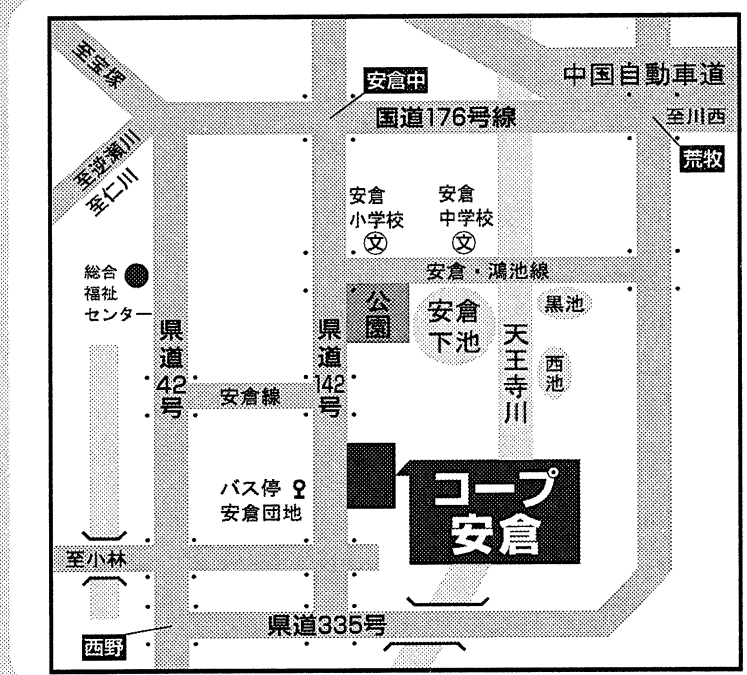 至宝塚
安倉中
中国自動車道
国道176号線
至川西
荒牧
至逆瀬川
至仁川
安倉
小学校
文
安倉
中学校
文
安倉・鴻池線
総合
福祉
センター
公園
安倉
下池
黒池
西池
天王寺川
県道42号
県道142号
安倉線
バス停
安倉団地
コープ
安倉
至小林
県道335号
西野